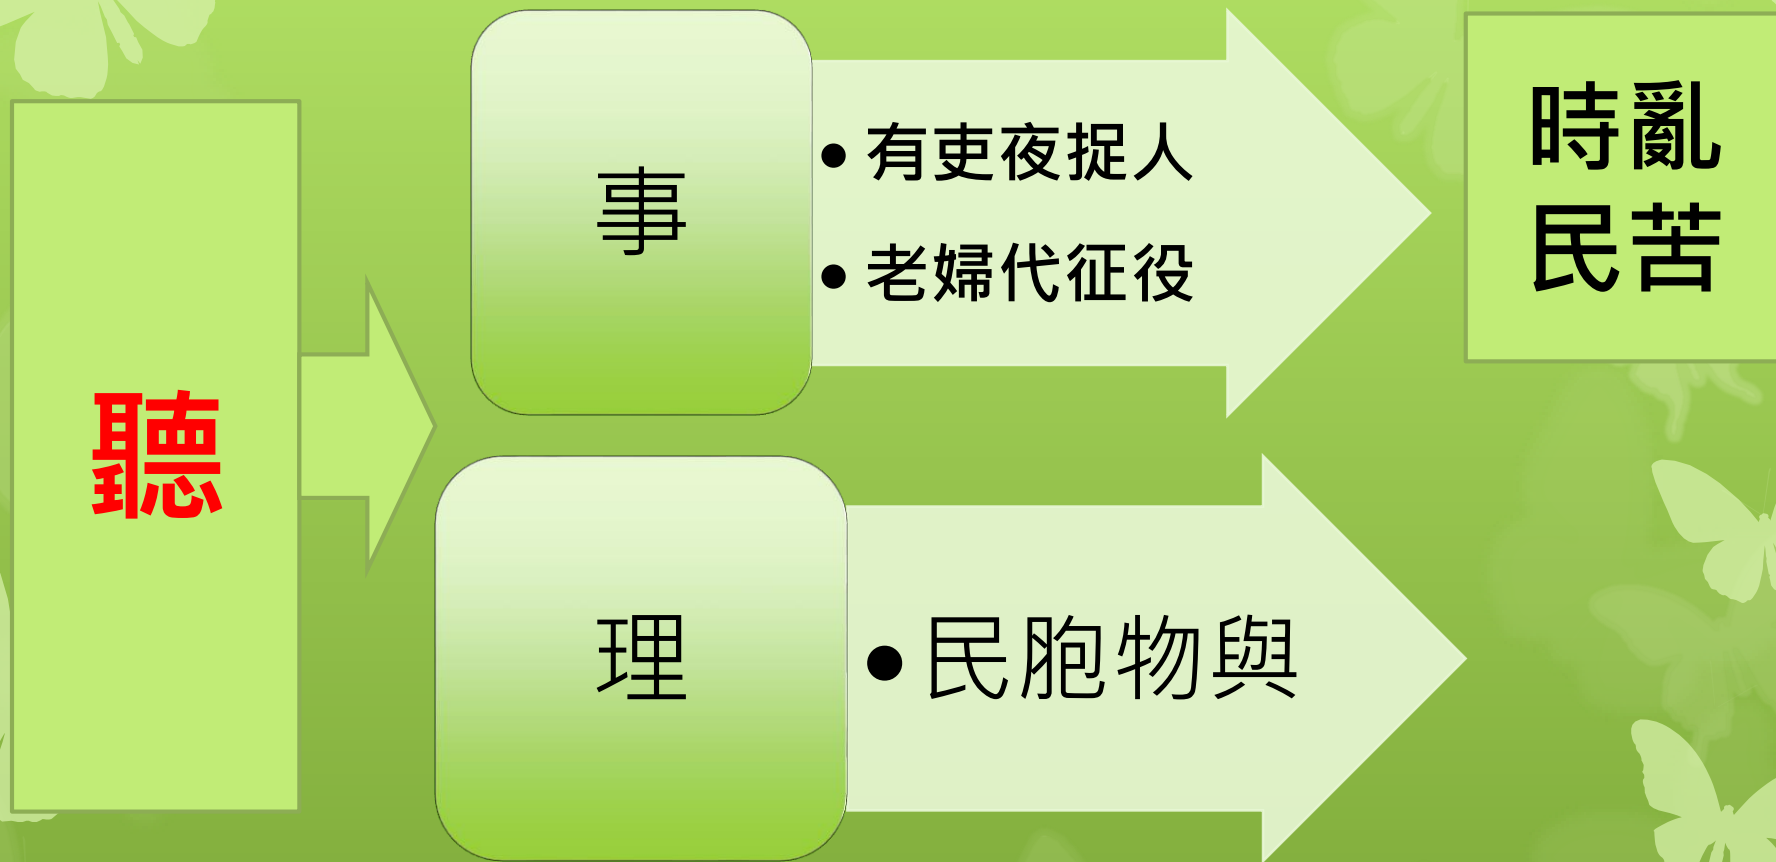 聽
事
• 有吏夜捉人
• 老婦代征役
時亂
民苦
理
• 民胞物與